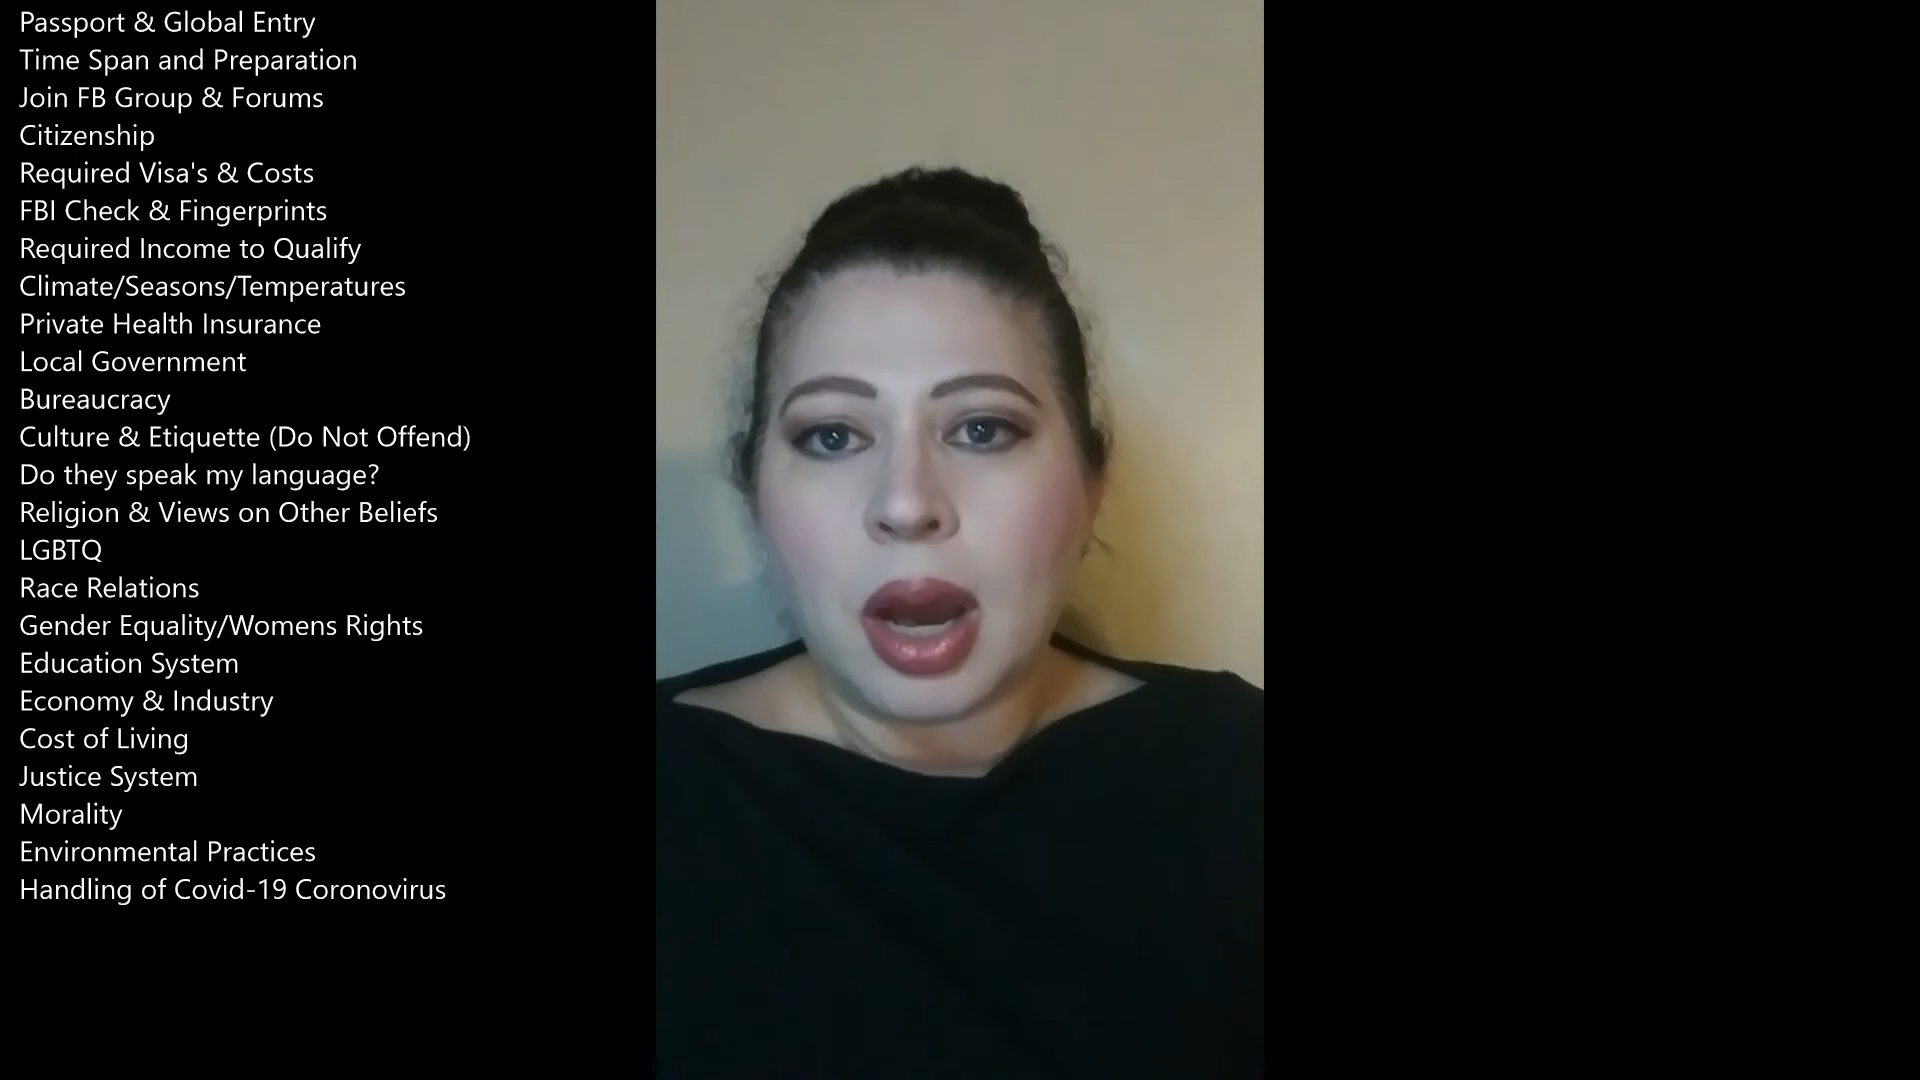 Passport & Global Entry
Time Span and Preparation
Join FB Group & Forums
Citizenship
Required Visa's & Costs
FBI Check & Fingerprints
Required Income to Qualify
Climate/Seasons/Temperatures
Private Health Insurance
Local Government
Bureaucracy
Culture & Etiquette (Do Not Offend)
Do they speak my language?
Religion & Views on Other Beliefs
LGBTQ
Race Relations
Gender Equality/Womens Rights
Education System
Economy & Industry
Cost of Living
Justice System
Morality
Environmental Practices
Handling of Covid-19 Coronovirus